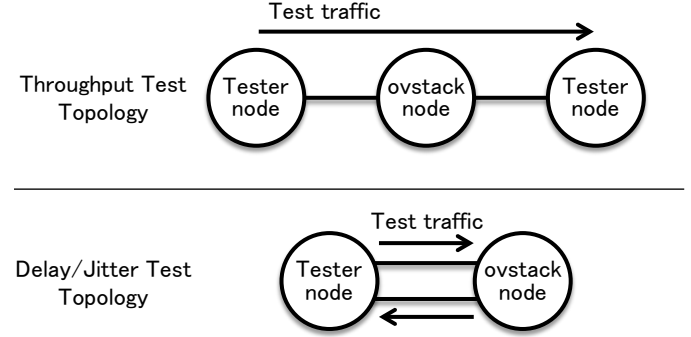 Test traffic
Throughput Test
Topology
Tester
node
ovstack
node
Tester
node
Test traffic
Delay/Jitter Test
Topology
Tester
node
ovstack
node